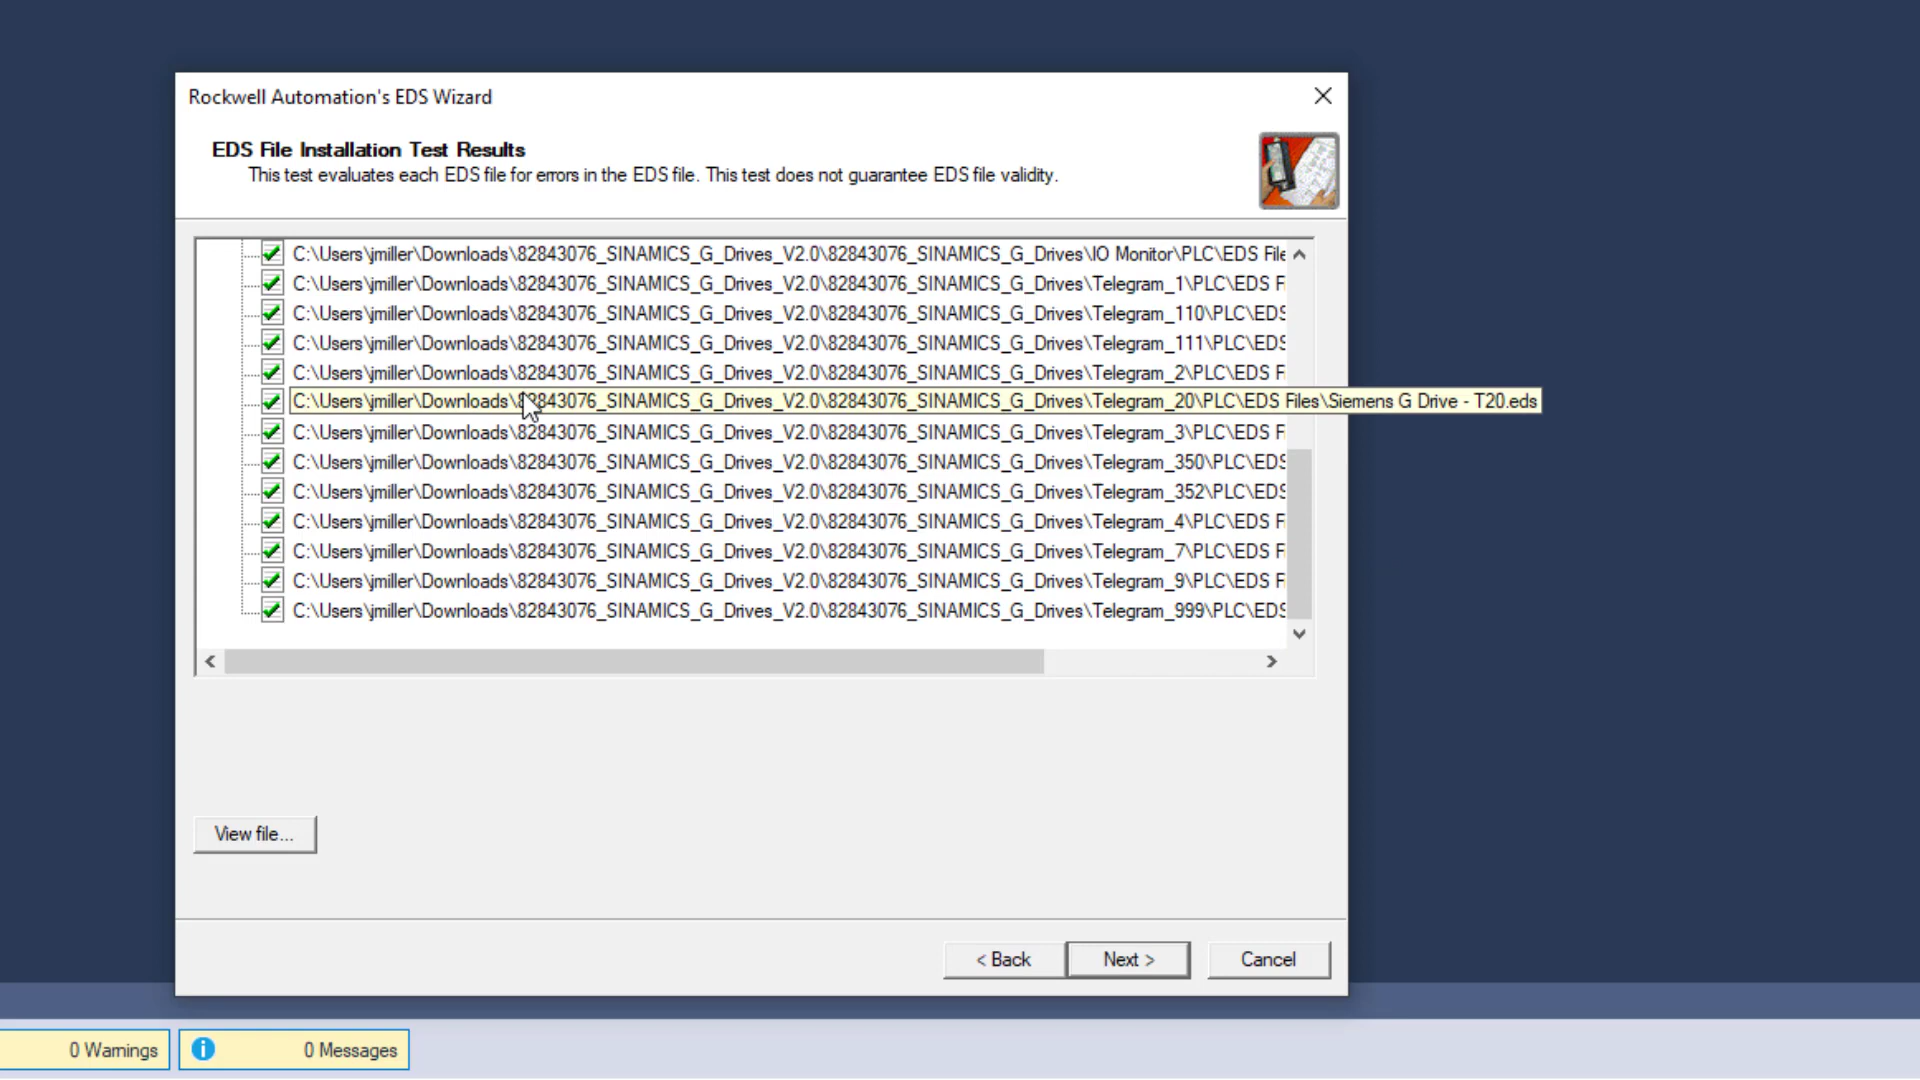 Rockwell Automation's EDS Wizard
EDS File Installation Test Results
This test evaluates each EDS file for errors in the EDS file. This test does not guarantee EDS file validity.
C:\Users\jmiller\Downloads\82843076_SINAMICS_G_Drives_V2.0\82843076_SINAMICS_G_Drives\IO Monitor\PLC\EDS File
C:\Users\jmiller\Downloads\82843076_SINAMICS_G_Drives_V2.0\82843076_SINAMICS_G_Drives\Telegram_1\PLC\EDS F
C:\Users\jmiller\Downloads\82843076_SINAMICS_G_Drives_V2.0\82843076_SINAMICS_G_Drives\Telegram_110\PLC\EDS
C:\Users\jmiller\Downloads\82843076_SINAMICS_G_Drives_V2.0\82843076_SINAMICS_G_Drives\Telegram_111\PLC\EDS
C:\Users\jmiller\Downloads\82843076_SINAMICS_G_Drives_V2.0\82843076_SINAMICS_G_Drives\Telegram_2\PLC\EDS F
C:\Users\jmiller\Downloads\82843076_SINAMICS_G_Drives_V2.0\82843076_SINAMICS_G_Drives\Telegram_20\PLC\EDS Files\Siemens G Drive - T20.eds
C:\Users\jmiller\Downloads\82843076_SINAMICS_G_Drives_V2.0\82843076_SINAMICS_G_Drives\Telegram_3\PLC\EDS F
C:\Users\jmiller\Downloads\82843076_SINAMICS_G_Drives_V2.0\82843076_SINAMICS_G_Drives\Telegram_350\PLC\EDS
C:\Users\jmiller\Downloads\82843076_SINAMICS_G_Drives_V2.0\82843076_SINAMICS_G_Drives\Telegram_352\PLC\EDS
C:\Users\jmiller\Downloads\82843076_SINAMICS_G_Drives_V2.0\82843076_SINAMICS_G_Drives\Telegram_4\PLC\EDS F
C:\Users\jmiller\Downloads\82843076_SINAMICS_G_Drives_V2.0\82843076_SINAMICS_G_Drives\Telegram_7\PLC\EDS F
C:\Users\jmiller\Downloads\82843076_SINAMICS_G_Drives_V2.0\82843076_SINAMICS_G_Drives\Telegram_9\PLC\EDS F
C:\Users\jmiller\Downloads\82843076_SINAMICS_G_Drives_V2.0\82843076_SINAMICS_G_Drives\Telegram_999\PLC\EDS
View file...
< Back
Next >
Cancel
0 Warnings
0 Messages